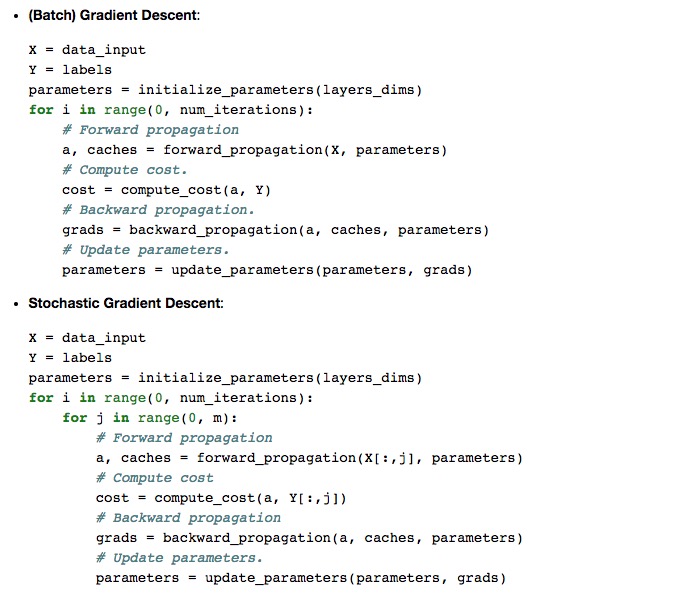 • (Batch) Gradient Descent:
X = data_input
Y = labels
parameters = initialize_parameters(layers_dims)
for i in range(0, num_iterations):
    # Forward propagation
    a, caches = forward_propagation(X, parameters)
    # Compute cost.
    cost = compute_cost(a, Y)
    # Backward propagation.
    grads = backward_propagation(a, caches, parameters)
    # Update parameters.
    parameters = update_parameters(parameters, grads)
• Stochastic Gradient Descent:
X = data_input
Y = labels
parameters = initialize_parameters(layers_dims)
for i in range(0, num_iterations):
    for j in range(0, m):
        # Forward propagation
        a, caches = forward_propagation(X[:,j], parameters)
        # Compute cost
        cost = compute_cost(a, Y[:,j])
        # Backward propagation
        grads = backward_propagation(a, caches, parameters)
        # Update parameters.
        parameters = update_parameters(parameters, grads)